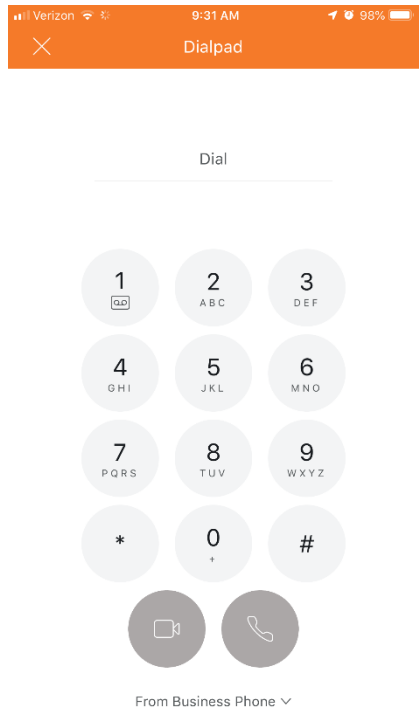 Verizon 9:31 AM 98%
Dialpad
Dial
1 2 3
ABC DEF
4 5 6
GHI JKL MNO
7 8 9
PQRS TUV WXYZ
* 0 #
+
From Business Phone